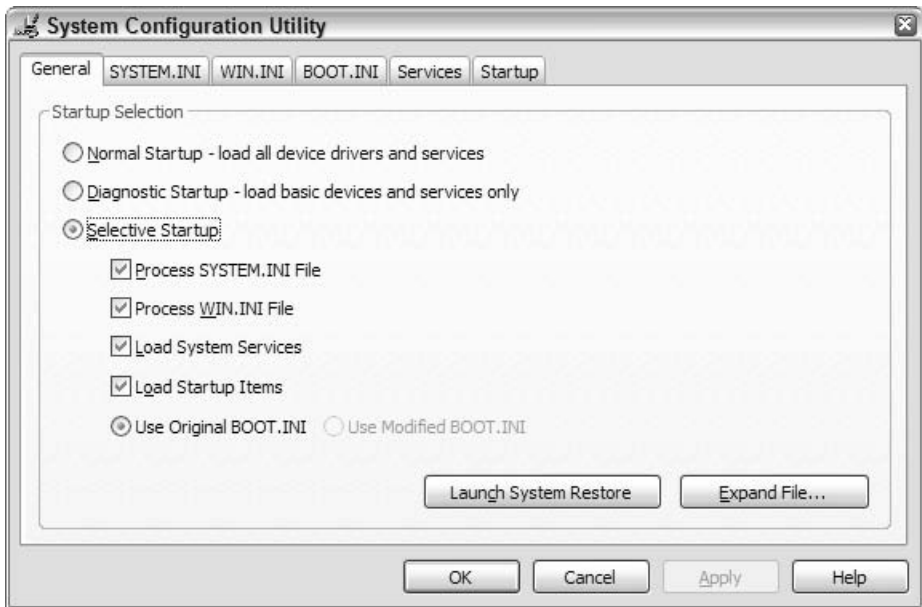 System Configuration Utility
General SYSTEM.INI WIN.INI BOOT.INI Services Startup
Startup Selection
Normal Startup - load all device drivers and services
Diagnostic Startup - load basic devices and services only
Selective Startup
Process SYSTEM.INI File
Process WIN.INI File
Load System Services
Load Startup Items
Use Original BOOT.INI Use Modified BOOT.INI
Launch System Restore Expand File...
OK Cancel Apply Help